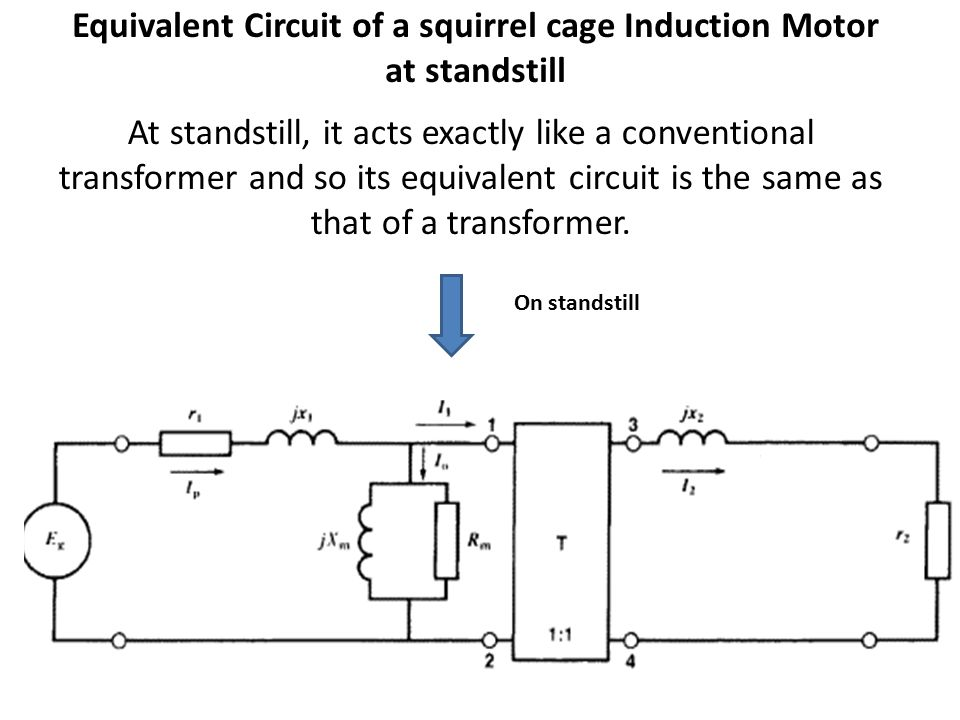 Equivalent Circuit of a squirrel cage Induction Motor
at standstill
At standstill, it acts exactly like a conventional
transformer and so its equivalent circuit is the same as
that of a transformer.
On standstill
r₁
jx₁
I₁
1
3
jx₂
Iₚ
Iₒ
I₂
E_g
jXₘ
Rₘ
T
r₂
1:1
2
4